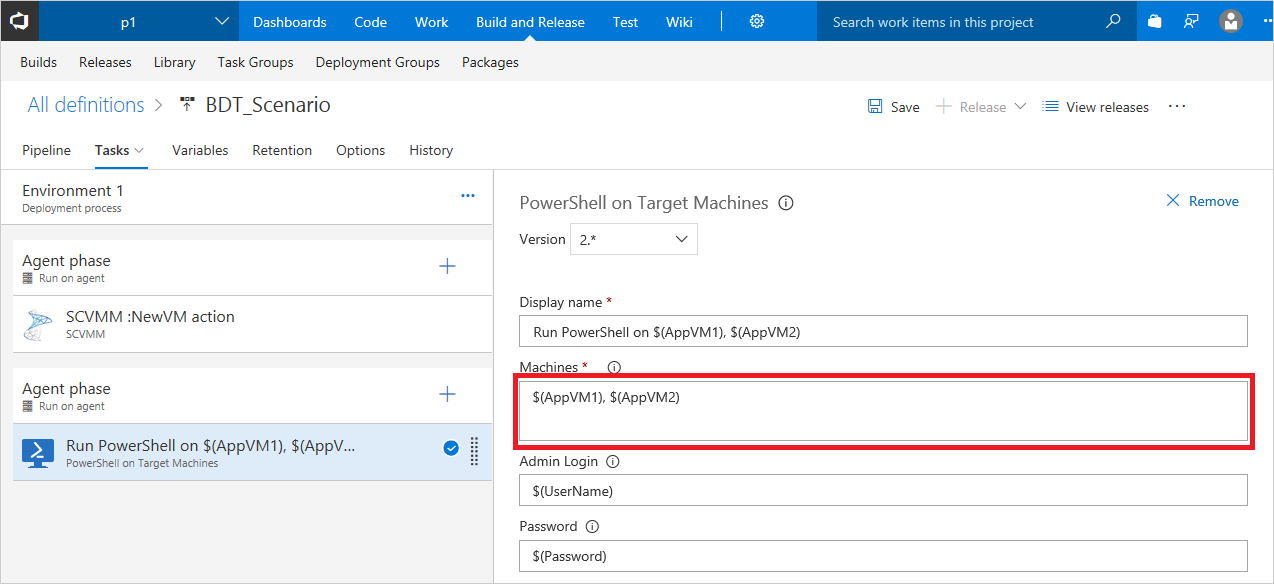 p1 Dashboards Code Work Build and Release Test Wiki Search work items in this project
Builds Releases Library Task Groups Deployment Groups Packages
All definitions > BDT_Scenario Save Release View releases ...
Pipeline Tasks Variables Retention Options History
Environment 1
Deployment process
Agent phase
Run on agent
SCVMM :NewVM action
SCVMM
Agent phase
Run on agent
Run PowerShell on $(AppVM1), $(AppV...
PowerShell on Target Machines
PowerShell on Target Machines Remove
Version 2.*
Display name *
Run PowerShell on $(AppVM1), $(AppVM2)
Machines *
$(AppVM1), $(AppVM2)
Admin Login
$(UserName)
Password
$(Password)